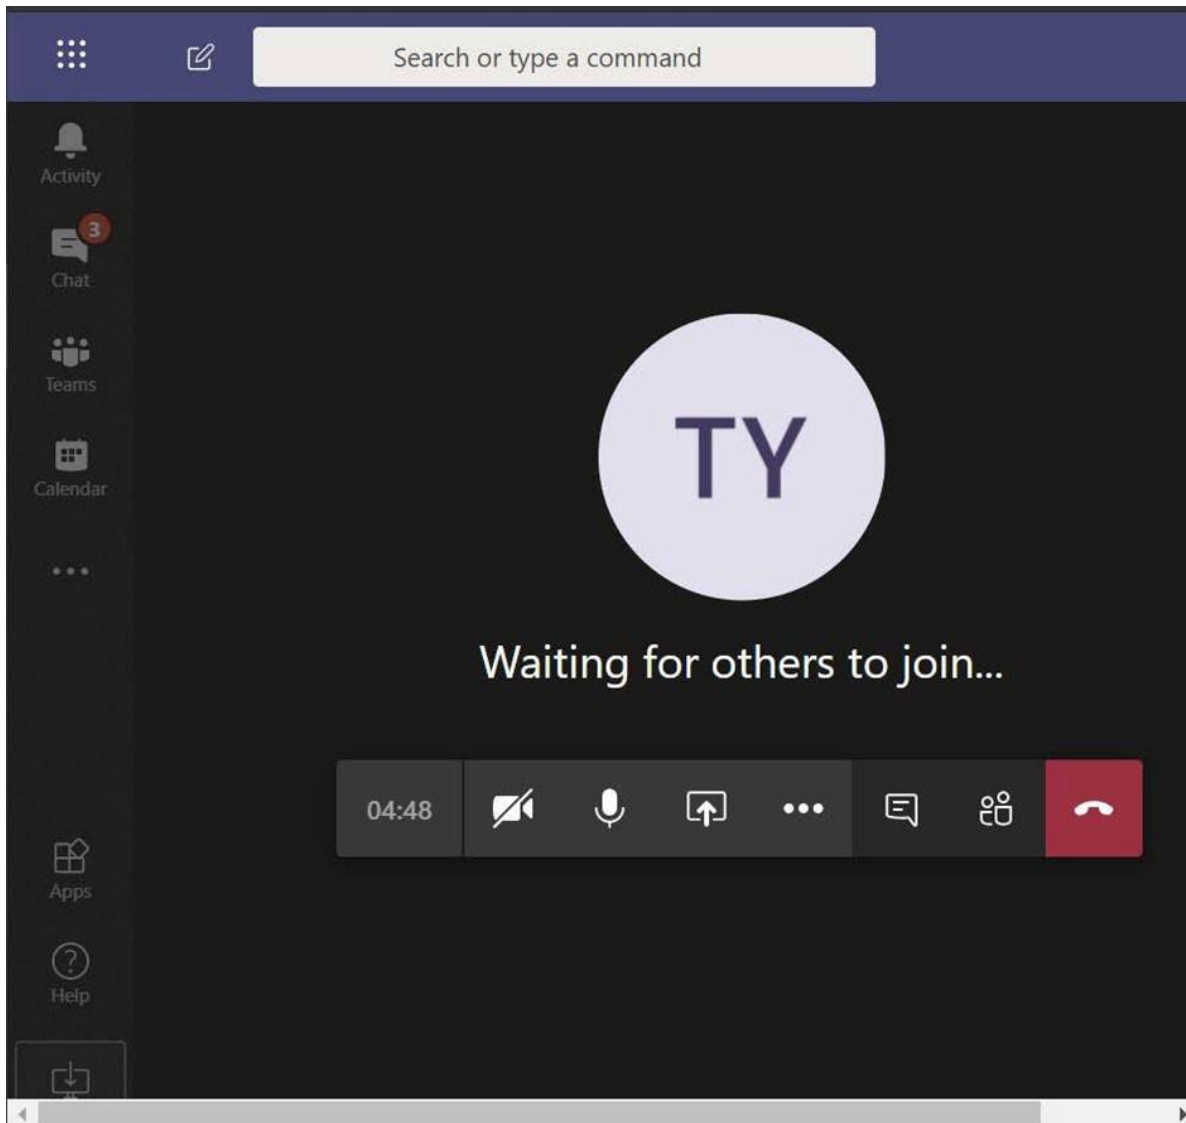 Search or type a command
Activity
3
Chat
Teams
Calendar
TY
Waiting for others to join...
04:48
Apps
Help